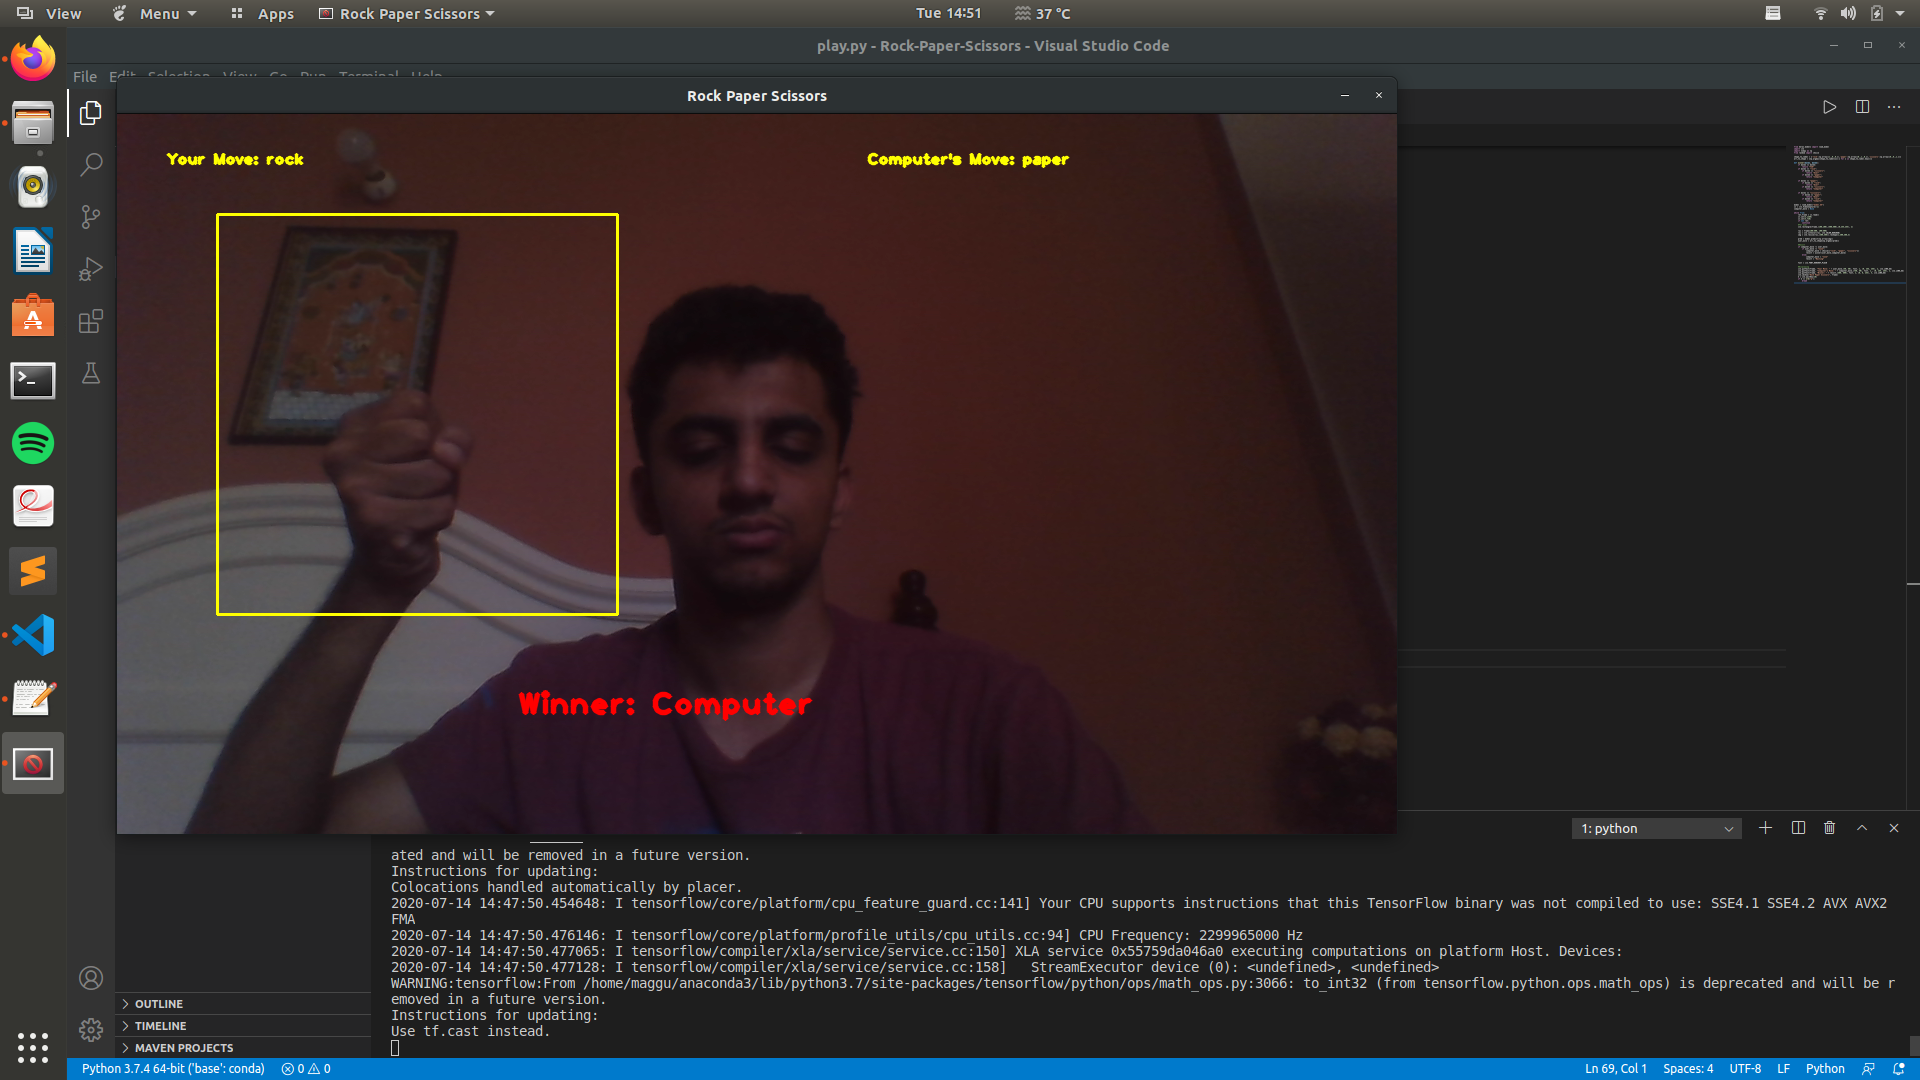 View Menu Apps Rock Paper Scissors Tue 14:51 37 °C
play.py - Rock-Paper-Scissors - Visual Studio Code
File Edit Selection View Go Run Terminal Help
Rock Paper Scissors
Your Move: rock Computer's Move: paper
Winner: Computer
1: python
ated and will be removed in a future version.
Instructions for updating:
Colocations handled automatically by placer.
2020-07-14 14:47:50.454648: I tensorflow/core/platform/cpu_feature_guard.cc:141] Your CPU supports instructions that this TensorFlow binary was not compiled to use: SSE4.1 SSE4.2 AVX AVX2
FMA
2020-07-14 14:47:50.476146: I tensorflow/core/platform/profile_utils/cpu_utils.cc:94] CPU Frequency: 2299965000 Hz
2020-07-14 14:47:50.477065: I tensorflow/compiler/xla/service/service.cc:150] XLA service 0x55759da046a0 executing computations on platform Host. Devices:
2020-07-14 14:47:50.477128: I tensorflow/compiler/xla/service/service.cc:158]   StreamExecutor device (0): <undefined>, <undefined>
WARNING:tensorflow:From /home/maggu/anaconda3/lib/python3.7/site-packages/tensorflow/python/ops/math_ops.py:3066: to_int32 (from tensorflow.python.ops.math_ops) is deprecated and will be r
emoved in a future version.
Instructions for updating:
Use tf.cast instead.
OUTLINE
TIMELINE
MAVEN PROJECTS
Python 3.7.4 64-bit ('base': conda) 0 0 Ln 69, Col 1 Spaces: 4 UTF-8 LF Python